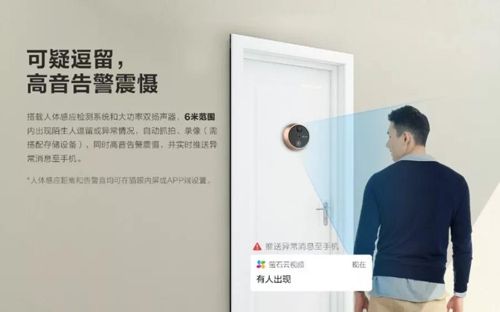 可疑逗留，
高音告警震慑
搭载人体感应检测系统和大功率双扬声器，6米范围
内出现陌生人逗留或异常情况，自动抓拍、录像（需
搭配存储设备），同时高音告警震慑，并实时推送异
常消息至手机。
*人体感应距离和告警音均可在猫眼内屏或APP端设置。
推送异常消息至手机
萤石云视频 现在
有人出现